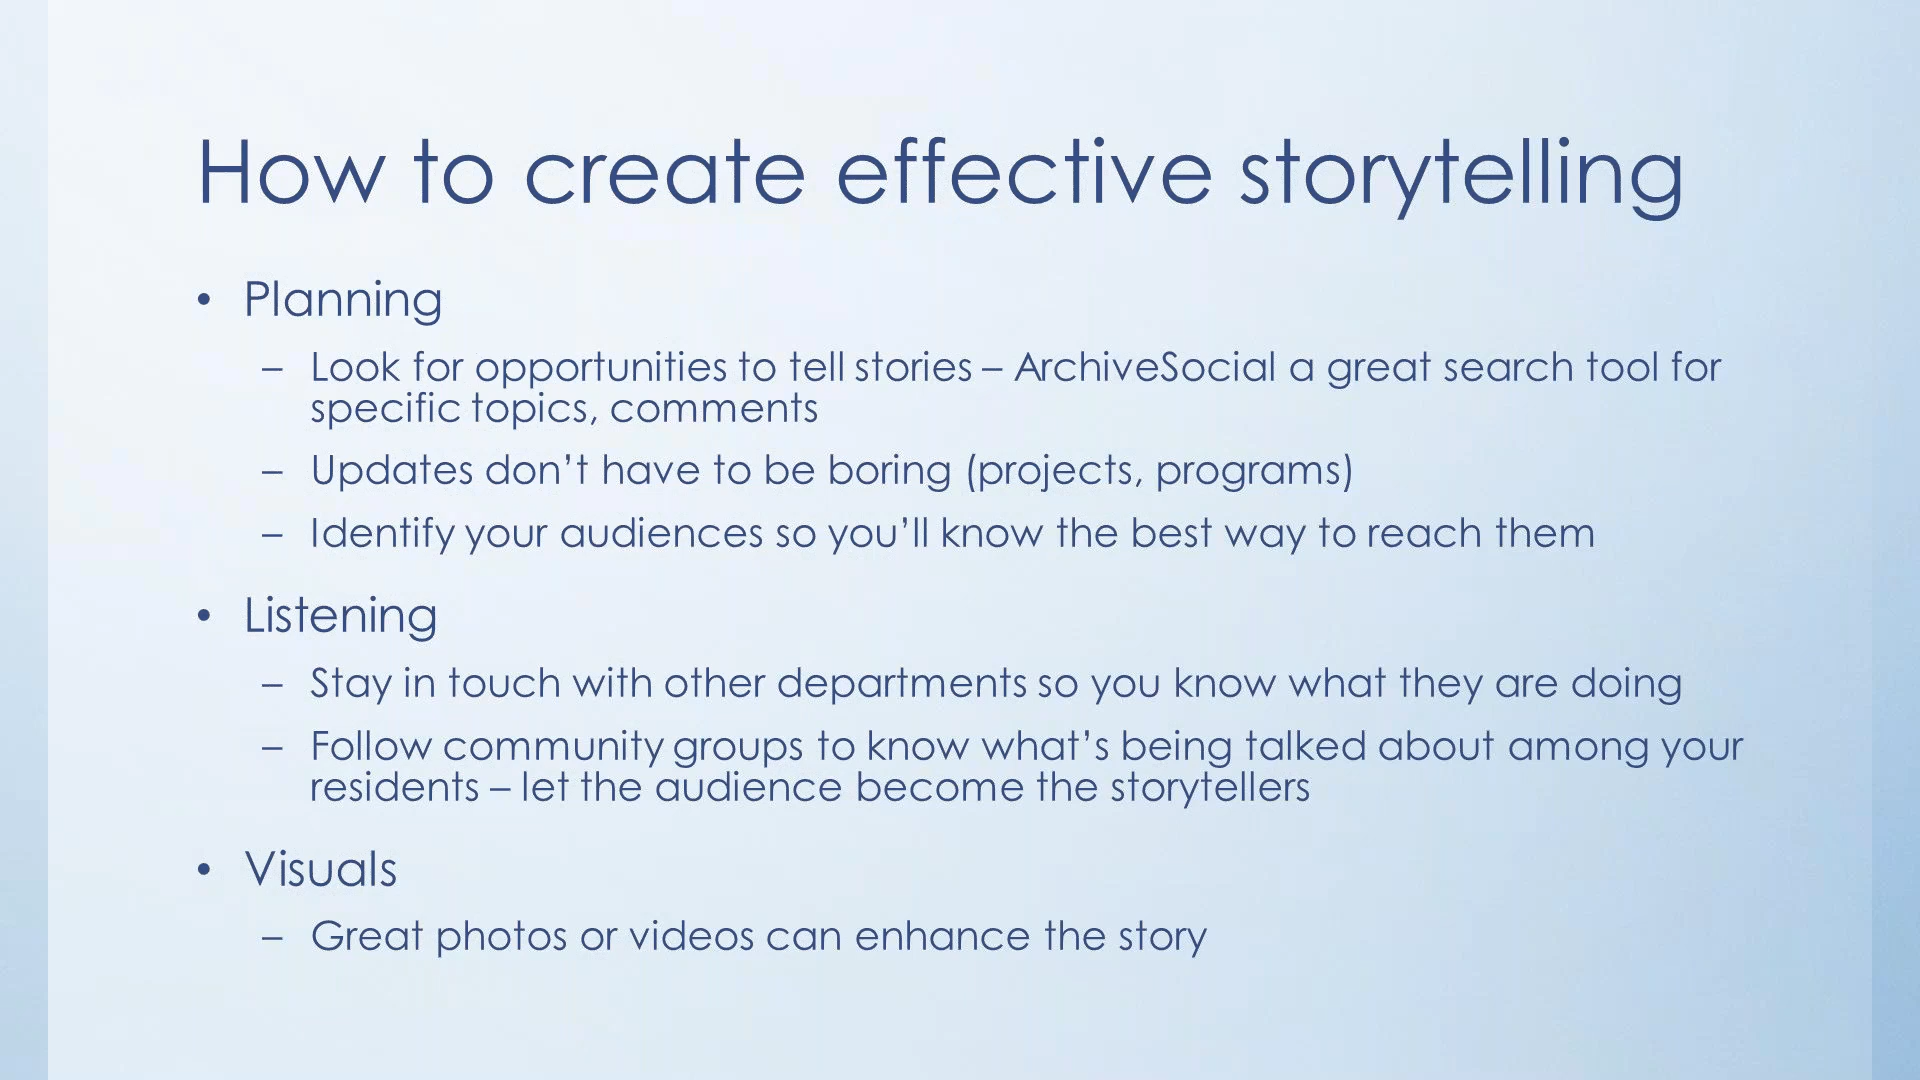 How to create effective storytelling
• Planning
– Look for opportunities to tell stories – ArchiveSocial a great search tool for
specific topics, comments
– Updates don’t have to be boring (projects, programs)
– Identify your audiences so you’ll know the best way to reach them
• Listening
– Stay in touch with other departments so you know what they are doing
– Follow community groups to know what’s being talked about among your
residents – let the audience become the storytellers
• Visuals
– Great photos or videos can enhance the story